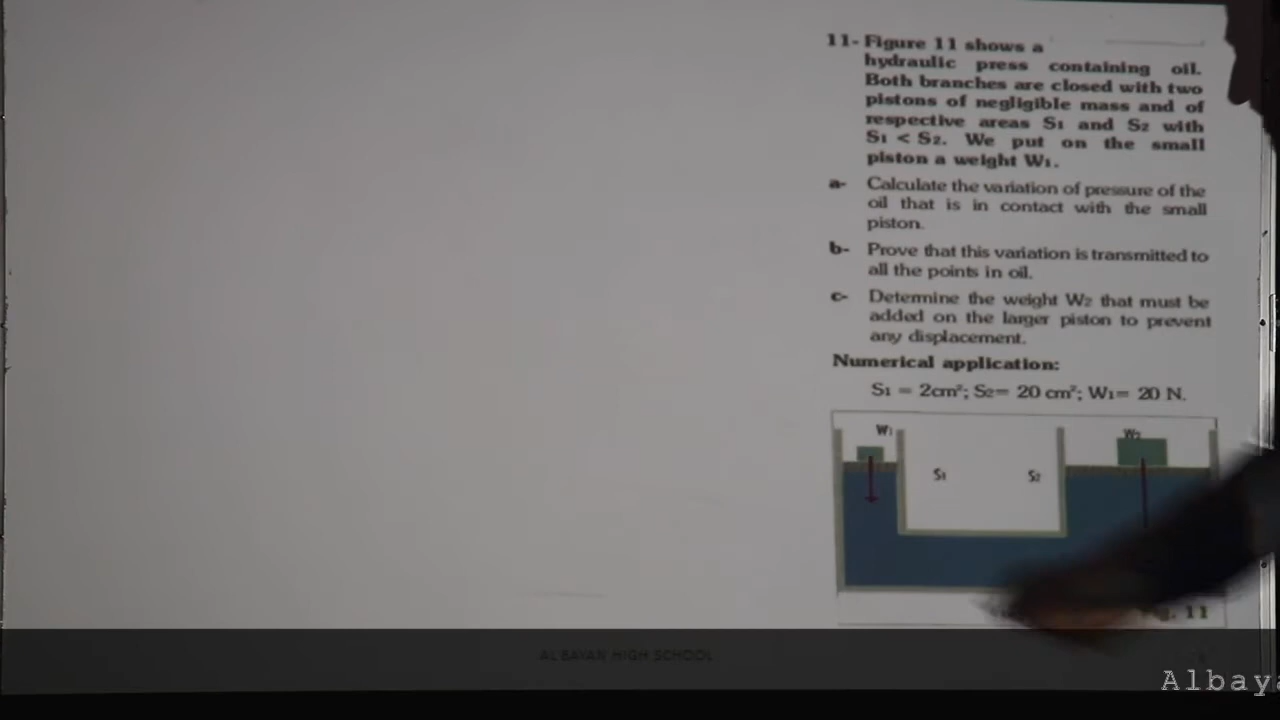 11- Figure 11 shows a
hydraulic press containing oil.
Both branches are closed with two
pistons of negligible mass and of
respective areas S1 and S2 with
S1 < S2. We put on the small
piston a weight W1.
a- Calculate the variation of pressure of the
oil that is in contact with the small
piston.
b- Prove that this variation is transmitted to
all the points in oil.
c- Determine the weight W2 that must be
added on the larger piston to prevent
any displacement.
Numerical application:
S1 = 2cm²; S2= 20 cm²; W1= 20 N.
W1
W2
S1
S2
11
AL BAYAN HIGH SCHOOL